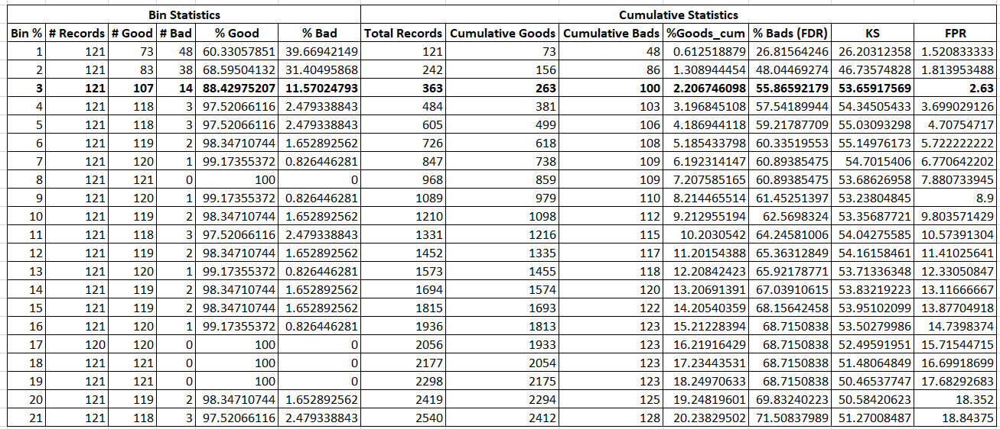 Bin Statistics Cumulative Statistics
Bin % # Records # Good # Bad % Good % Bad Total Records Cumulative Goods Cumulative Bads %Goods_cum % Bads (FDR) KS FPR
1 121 73 48 60.33057851 39.66942149 121 73 48 0.612518879 26.81564246 26.20312358 1.520833333
2 121 83 38 68.59504132 31.40495868 242 156 86 1.308944454 48.04469274 46.73574828 1.813953488
3 121 107 14 88.42975207 11.57024793 363 263 100 2.206746098 55.86592179 53.65917569 2.63
4 121 118 3 97.52066116 2.479338843 484 381 103 3.196845108 57.54189944 54.34505433 3.699029126
5 121 118 3 97.52066116 2.479338843 605 499 106 4.186944118 59.21787709 55.03093298 4.70754717
6 121 119 2 98.34710744 1.652892562 726 618 108 5.185433798 60.33519553 55.14976173 5.722222222
7 121 120 1 99.17355372 0.826446281 847 738 109 6.192314147 60.89385475 54.7015406 6.770642202
8 121 121 0 100 0 968 859 109 7.207585165 60.89385475 53.68626958 7.880733945
9 121 120 1 99.17355372 0.826446281 1089 979 110 8.214465514 61.45251397 53.23804845 8.9
10 121 119 2 98.34710744 1.652892562 1210 1098 112 9.212955194 62.5698324 53.35687721 9.803571429
11 121 118 3 97.52066116 2.479338843 1331 1216 115 10.2030542 64.24581006 54.04275585 10.57391304
12 121 119 2 98.34710744 1.652892562 1452 1335 117 11.20154388 65.36312849 54.16158461 11.41025641
13 121 120 1 99.17355372 0.826446281 1573 1455 118 12.20842423 65.92178771 53.71336348 12.33050847
14 121 119 2 98.34710744 1.652892562 1694 1574 120 13.20691391 67.03910615 53.83219223 13.11666667
15 121 119 2 98.34710744 1.652892562 1815 1693 122 14.20540359 68.15642458 53.95102099 13.87704918
16 121 120 1 99.17355372 0.826446281 1936 1813 123 15.21228394 68.7150838 53.50279986 14.7398374
17 120 120 0 100 0 2056 1933 123 16.21916429 68.7150838 52.49591951 15.71544715
18 121 121 0 100 0 2177 2054 123 17.23443531 68.7150838 51.48064849 16.69918699
19 121 121 0 100 0 2298 2175 123 18.24970633 68.7150838 50.46537747 17.68292683
20 121 119 2 98.34710744 1.652892562 2419 2294 125 19.24819601 69.83240223 50.58420623 18.352
21 121 118 3 97.52066116 2.479338843 2540 2412 128 20.23829502 71.50837989 51.27008487 18.84375